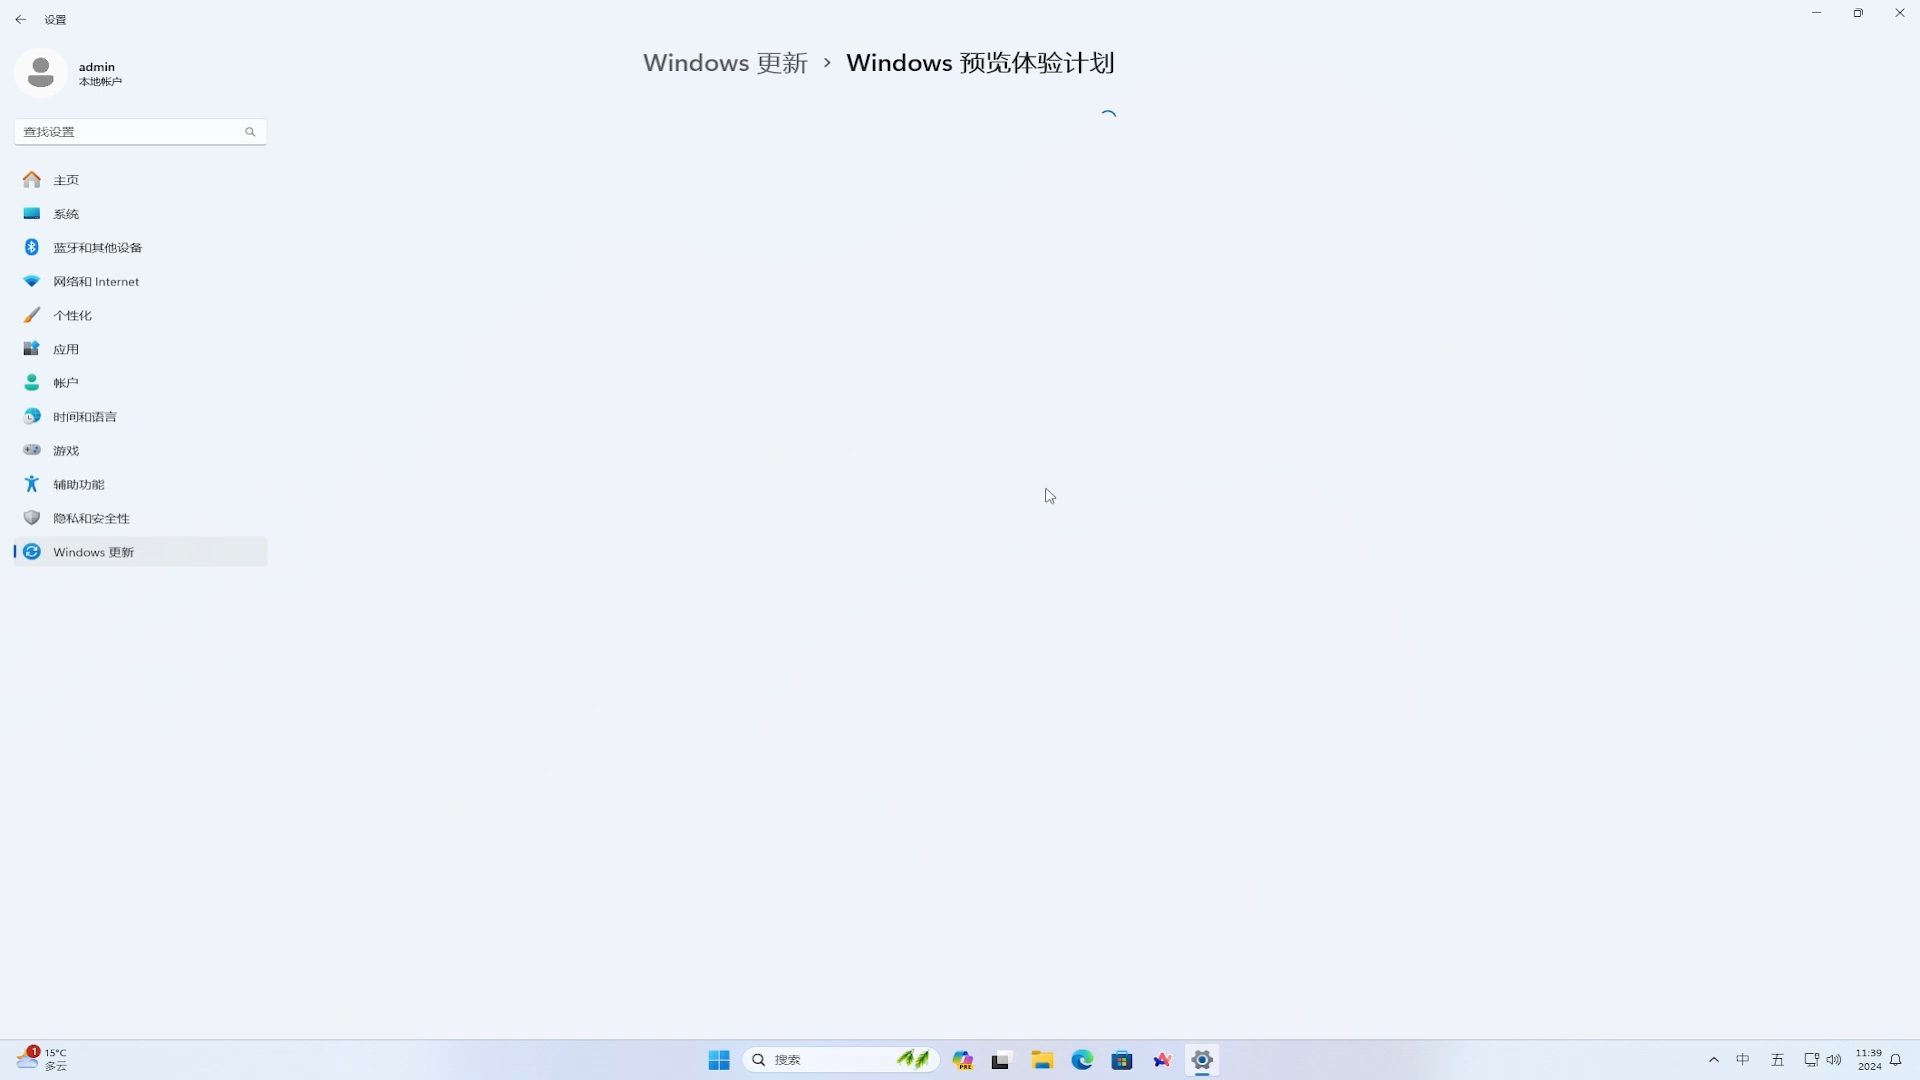 设置
admin
本地帐户
查找设置
主页
系统
蓝牙和其他设备
网络和 Internet
个性化
应用
帐户
时间和语言
游戏
辅助功能
隐私和安全性
Windows 更新
Windows 更新 › Windows 预览体验计划
1
15°C
多云
搜索
PRE
中
五
11:39
2024